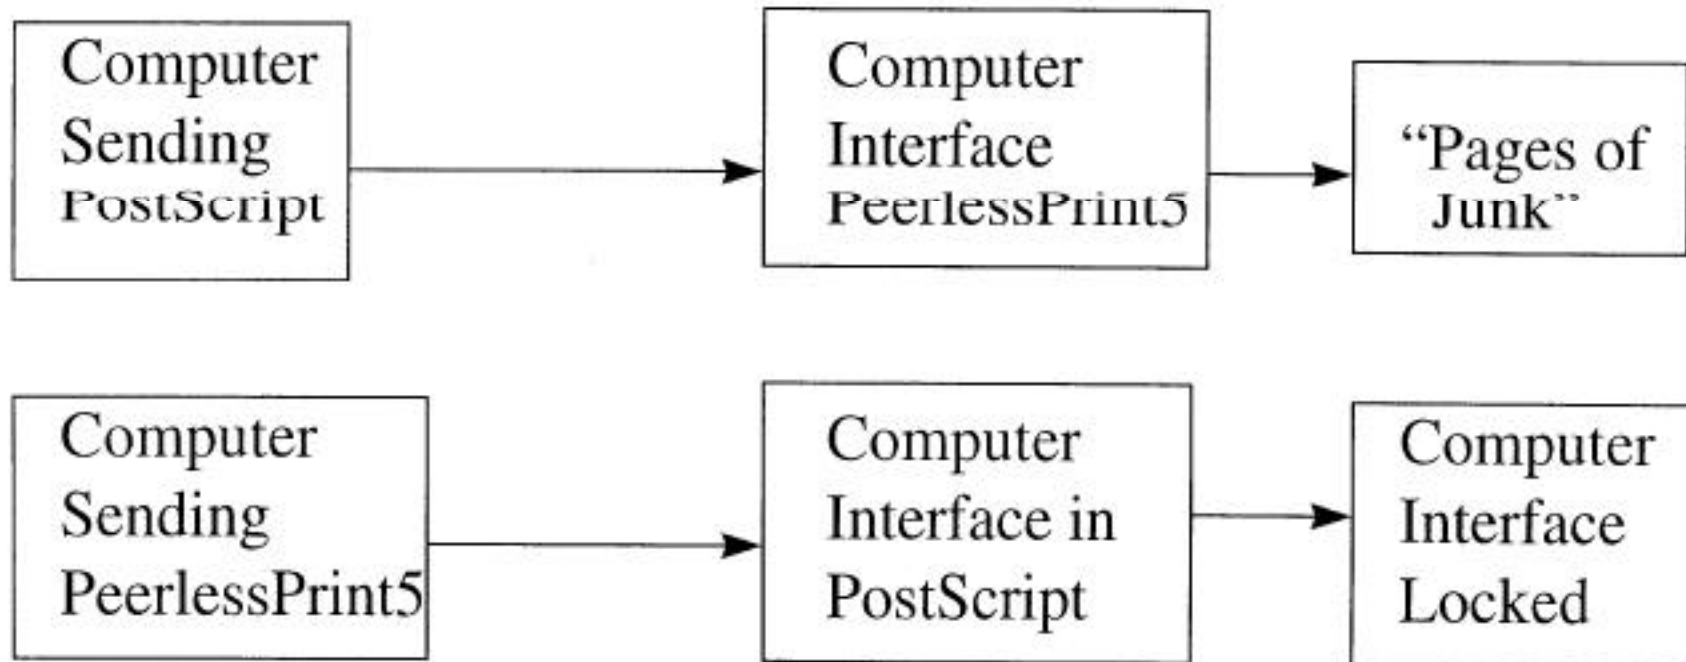 Computer
Sending
PostScript
Computer
Interface
PeerlessPrint5
“Pages of
Junk”
Computer
Sending
PeerlessPrint5
Computer
Interface in
PostScript
Computer
Interface
Locked